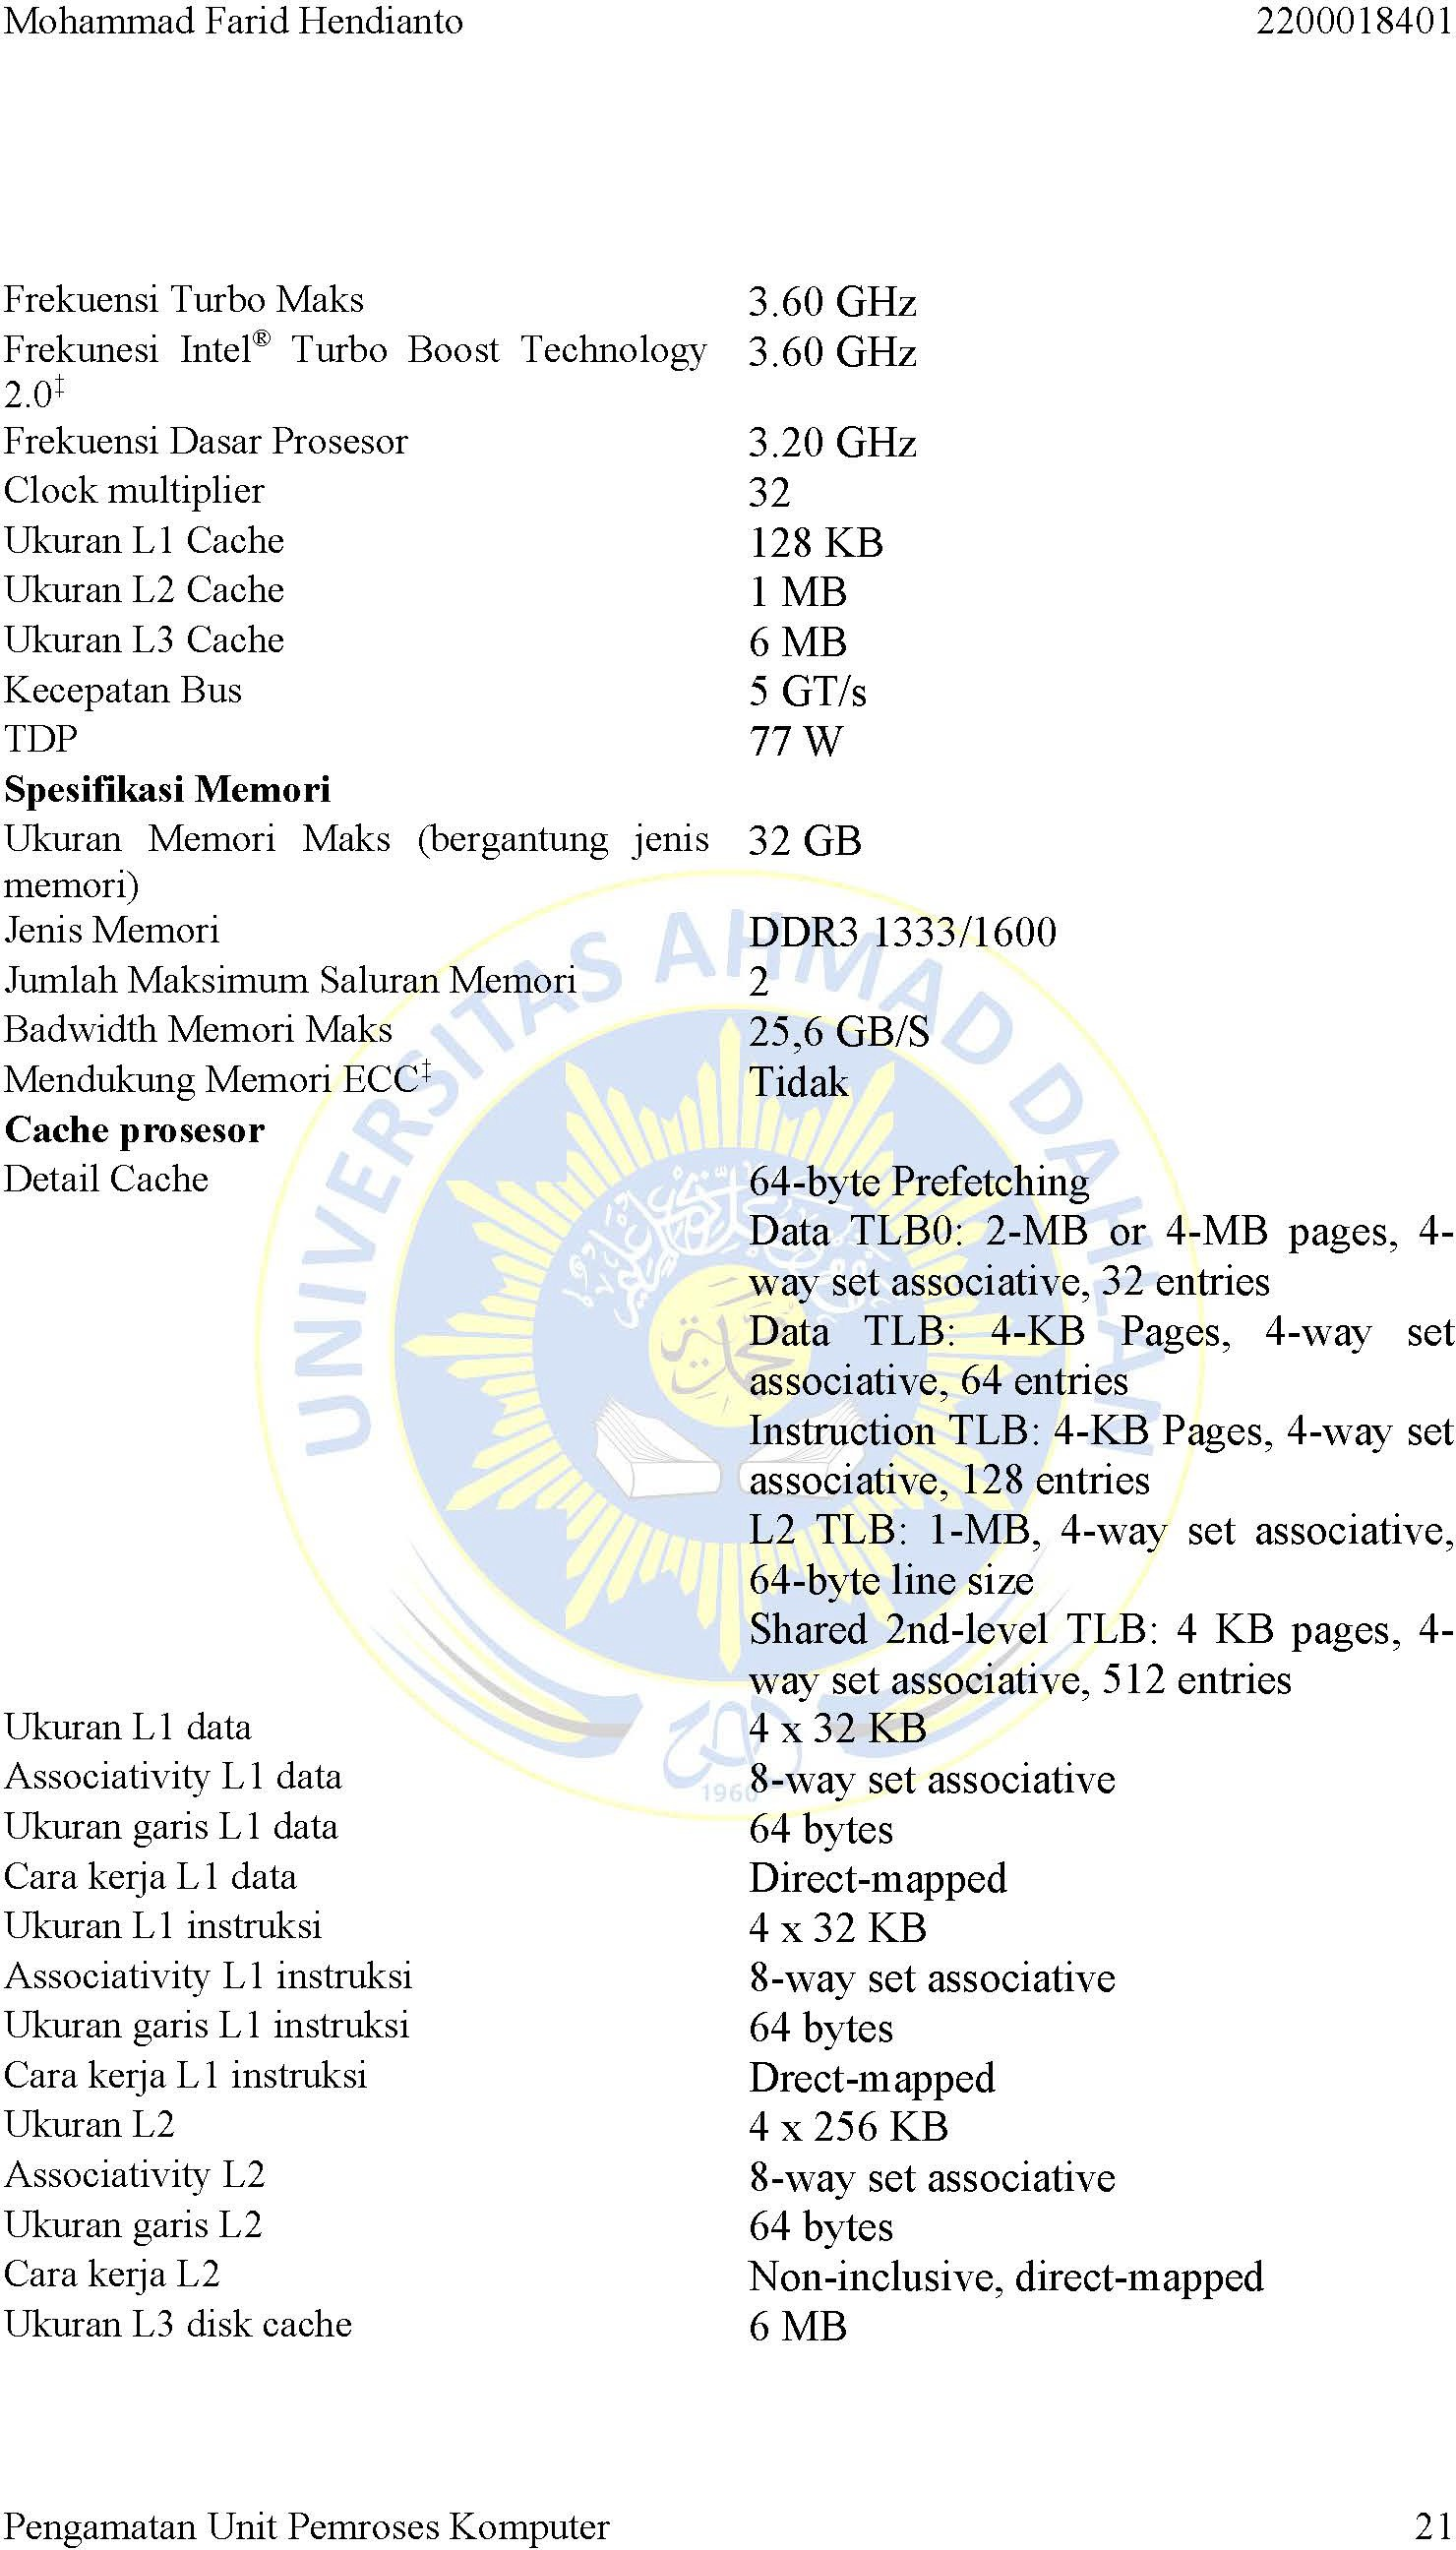 Mohammad Farid Hendianto 2200018401
Frekuensi Turbo Maks 3.60 GHz
Frekunesi Intel® Turbo Boost Technology 3.60 GHz
2.0‡
Frekuensi Dasar Prosesor 3.20 GHz
Clock multiplier 32
Ukuran L1 Cache 128 KB
Ukuran L2 Cache 1 MB
Ukuran L3 Cache 6 MB
Kecepatan Bus 5 GT/s
TDP 77 W
Spesifikasi Memori
Ukuran Memori Maks (bergantung jenis 32 GB
memori)
Jenis Memori DDR3 1333/1600
Jumlah Maksimum Saluran Memori 2
Badwidth Memori Maks 25,6 GB/S
Mendukung Memori ECC‡ Tidak
Cache prosesor
Detail Cache 64-byte Prefetching
Data TLB0: 2-MB or 4-MB pages, 4-
way set associative, 32 entries
Data TLB: 4-KB Pages, 4-way set
associative, 64 entries
Instruction TLB: 4-KB Pages, 4-way set
associative, 128 entries
L2 TLB: 1-MB, 4-way set associative,
64-byte line size
Shared 2nd-level TLB: 4 KB pages, 4-
way set associative, 512 entries
Ukuran L1 data 4 x 32 KB
Associativity L1 data 8-way set associative
Ukuran garis L1 data 64 bytes
Cara kerja L1 data Direct-mapped
Ukuran L1 instruksi 4 x 32 KB
Associativity L1 instruksi 8-way set associative
Ukuran garis L1 instruksi 64 bytes
Cara kerja L1 instruksi Drect-mapped
Ukuran L2 4 x 256 KB
Associativity L2 8-way set associative
Ukuran garis L2 64 bytes
Cara kerja L2 Non-inclusive, direct-mapped
Ukuran L3 disk cache 6 MB
UNIVERSITAS AHMAD DAHLAN
1960
Pengamatan Unit Pemroses Komputer 21